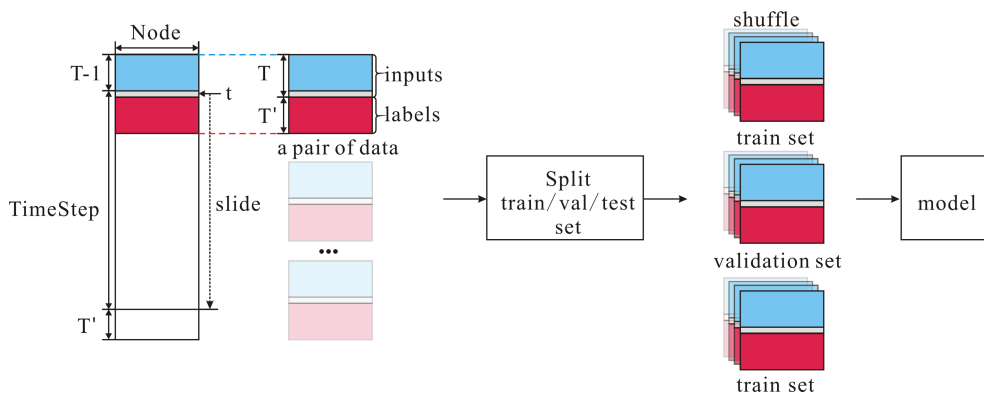 Node
T-1
t
TimeStep
slide
T'
T
inputs
T'
labels
a pair of data
•••
Split
train/val/test
set
shuffle
train set
validation set
train set
model